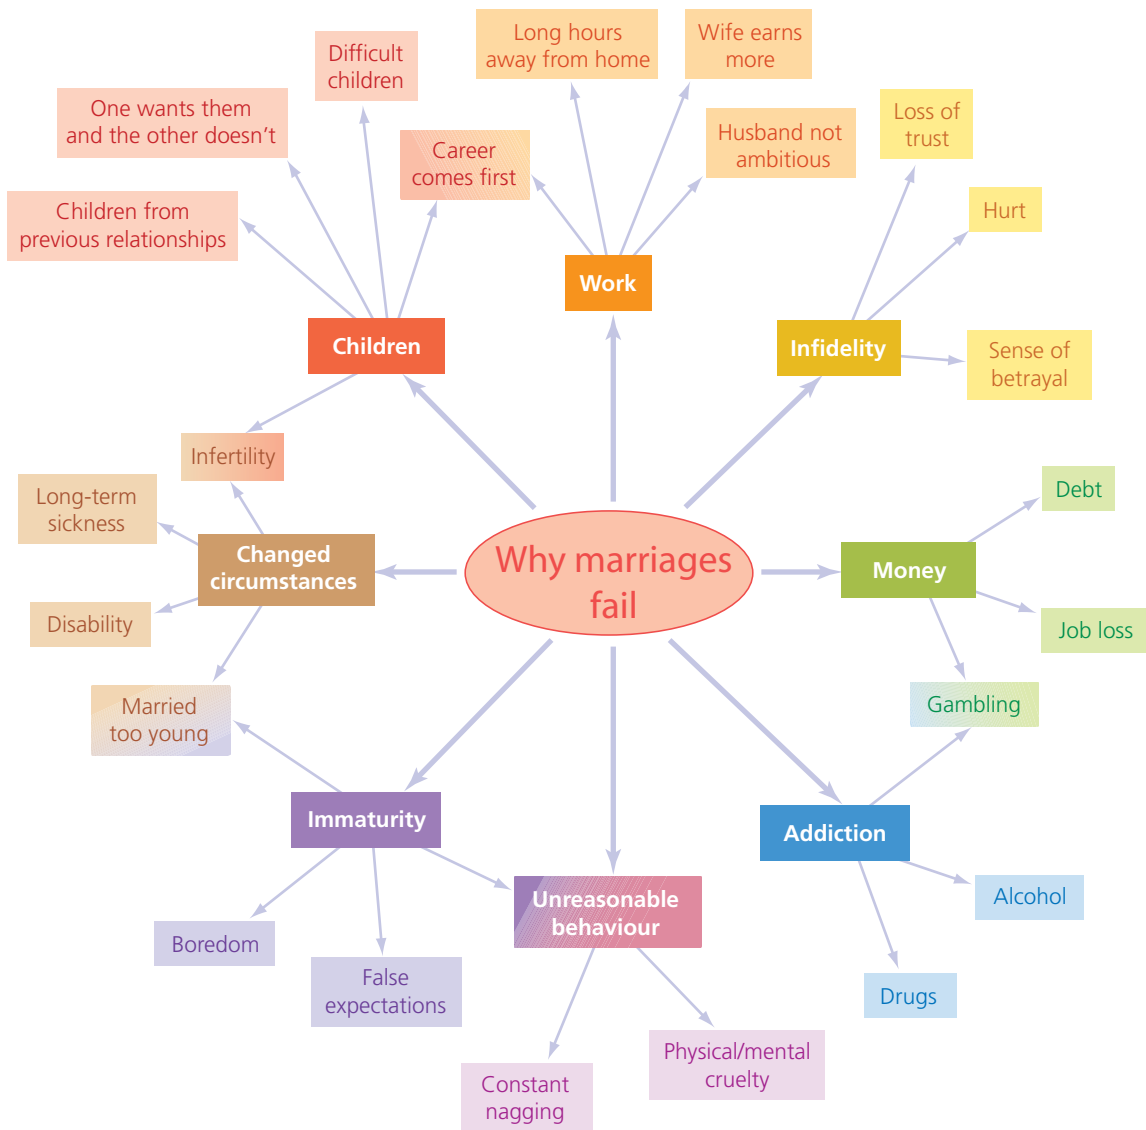 Why marriages
fail
Work
Long hours
away from home
Wife earns
more
Husband not
ambitious
Career
comes first
Infidelity
Loss of
trust
Hurt
Sense of
betrayal
Money
Debt
Job loss
Gambling
Addiction
Alcohol
Drugs
Unreasonable
behaviour
Physical/mental
cruelty
Constant
nagging
Immaturity
False
expectations
Boredom
Married
too young
Changed
circumstances
Disability
Long-term
sickness
Infertility
Children
Children from
previous relationships
One wants them
and the other doesn't
Difficult
children